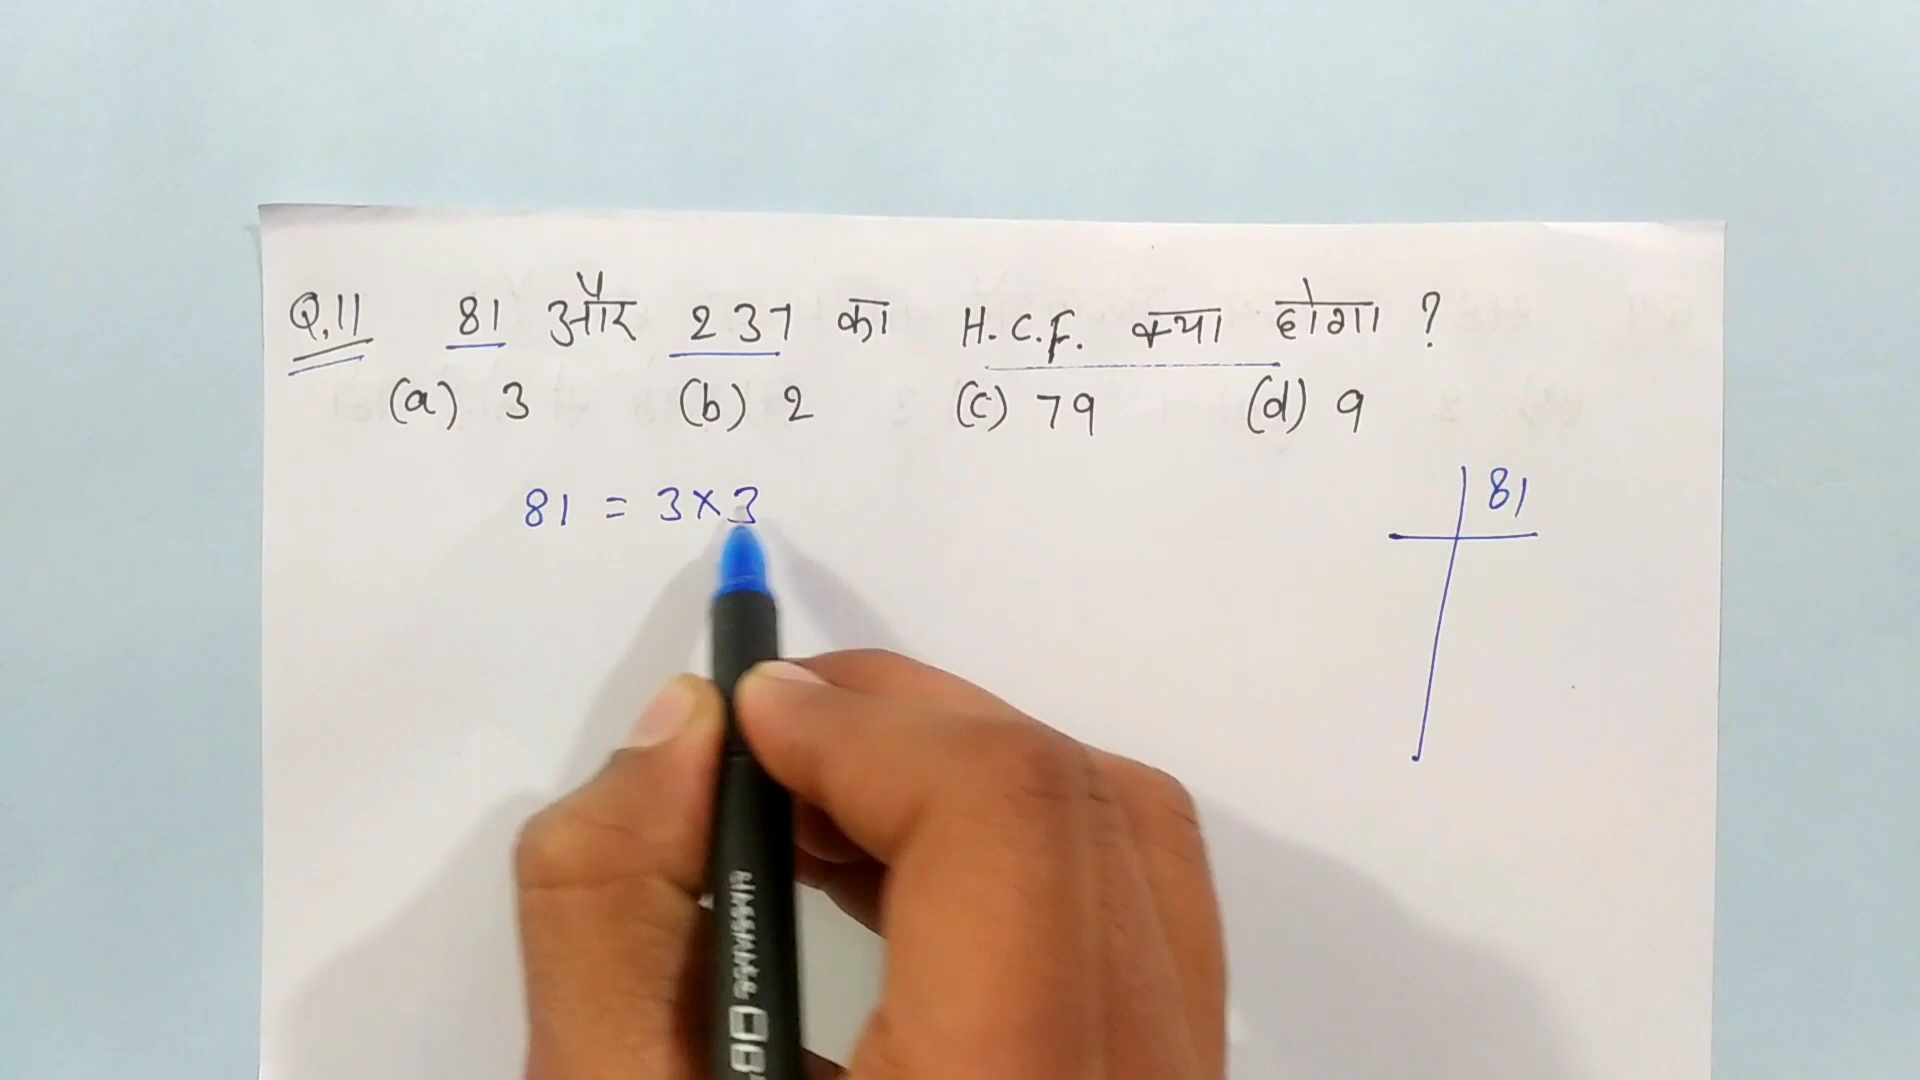 Q.11 81 और 237 का H.C.F. क्या होगा ?
(a) 3 (b) 2 (c) 79 (d) 9
81 = 3×3
81